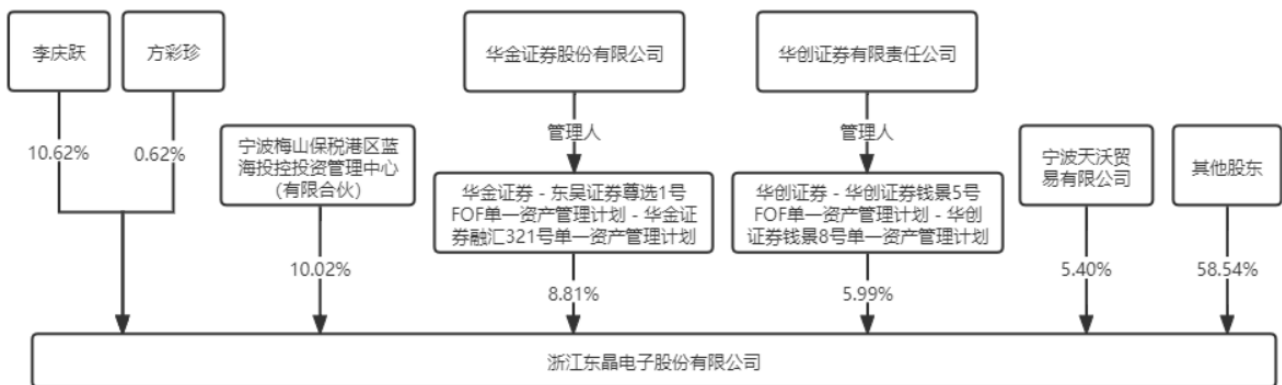 李庆跃
方彩珍
华金证券股份有限公司
华创证券有限责任公司
管理人
管理人
10.62%
0.62%
宁波梅山保税港区蓝
海投控投资管理中心
（有限合伙）
宁波天沃贸
易有限公司
其他股东
华金证券 - 东吴证券尊选1号
FOF单一资产管理计划 - 华金证
券融汇321号单一资产管理计划
华创证券 - 华创证券钱景5号
FOF单一资产管理计划 - 华创
证券钱景8号单一资产管理计划
10.02%
8.81%
5.99%
5.40%
58.54%
浙江东晶电子股份有限公司